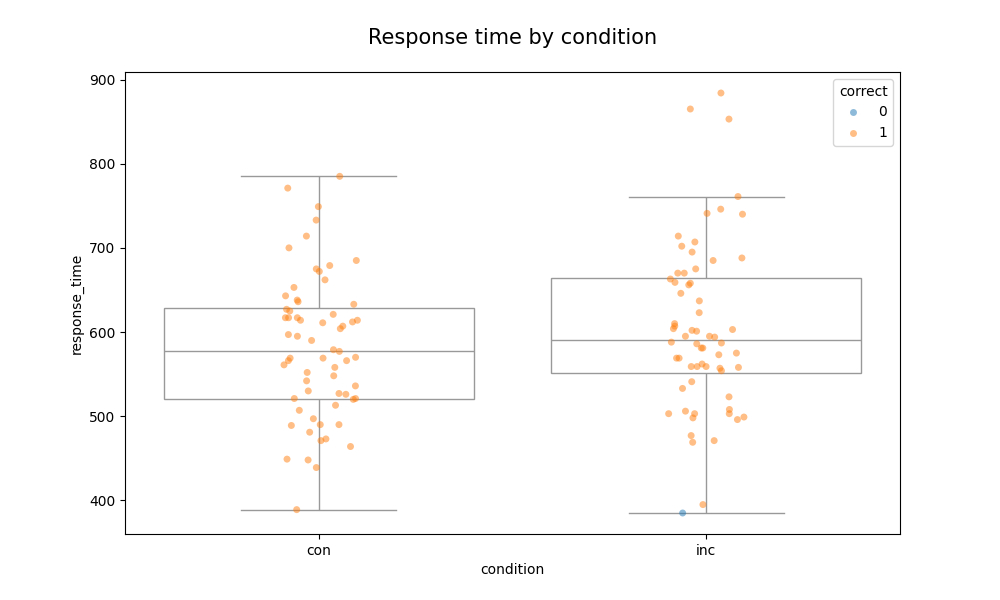 Response time by condition
response_time
900
800
700
600
500
400
correct
0
1
con
inc
condition